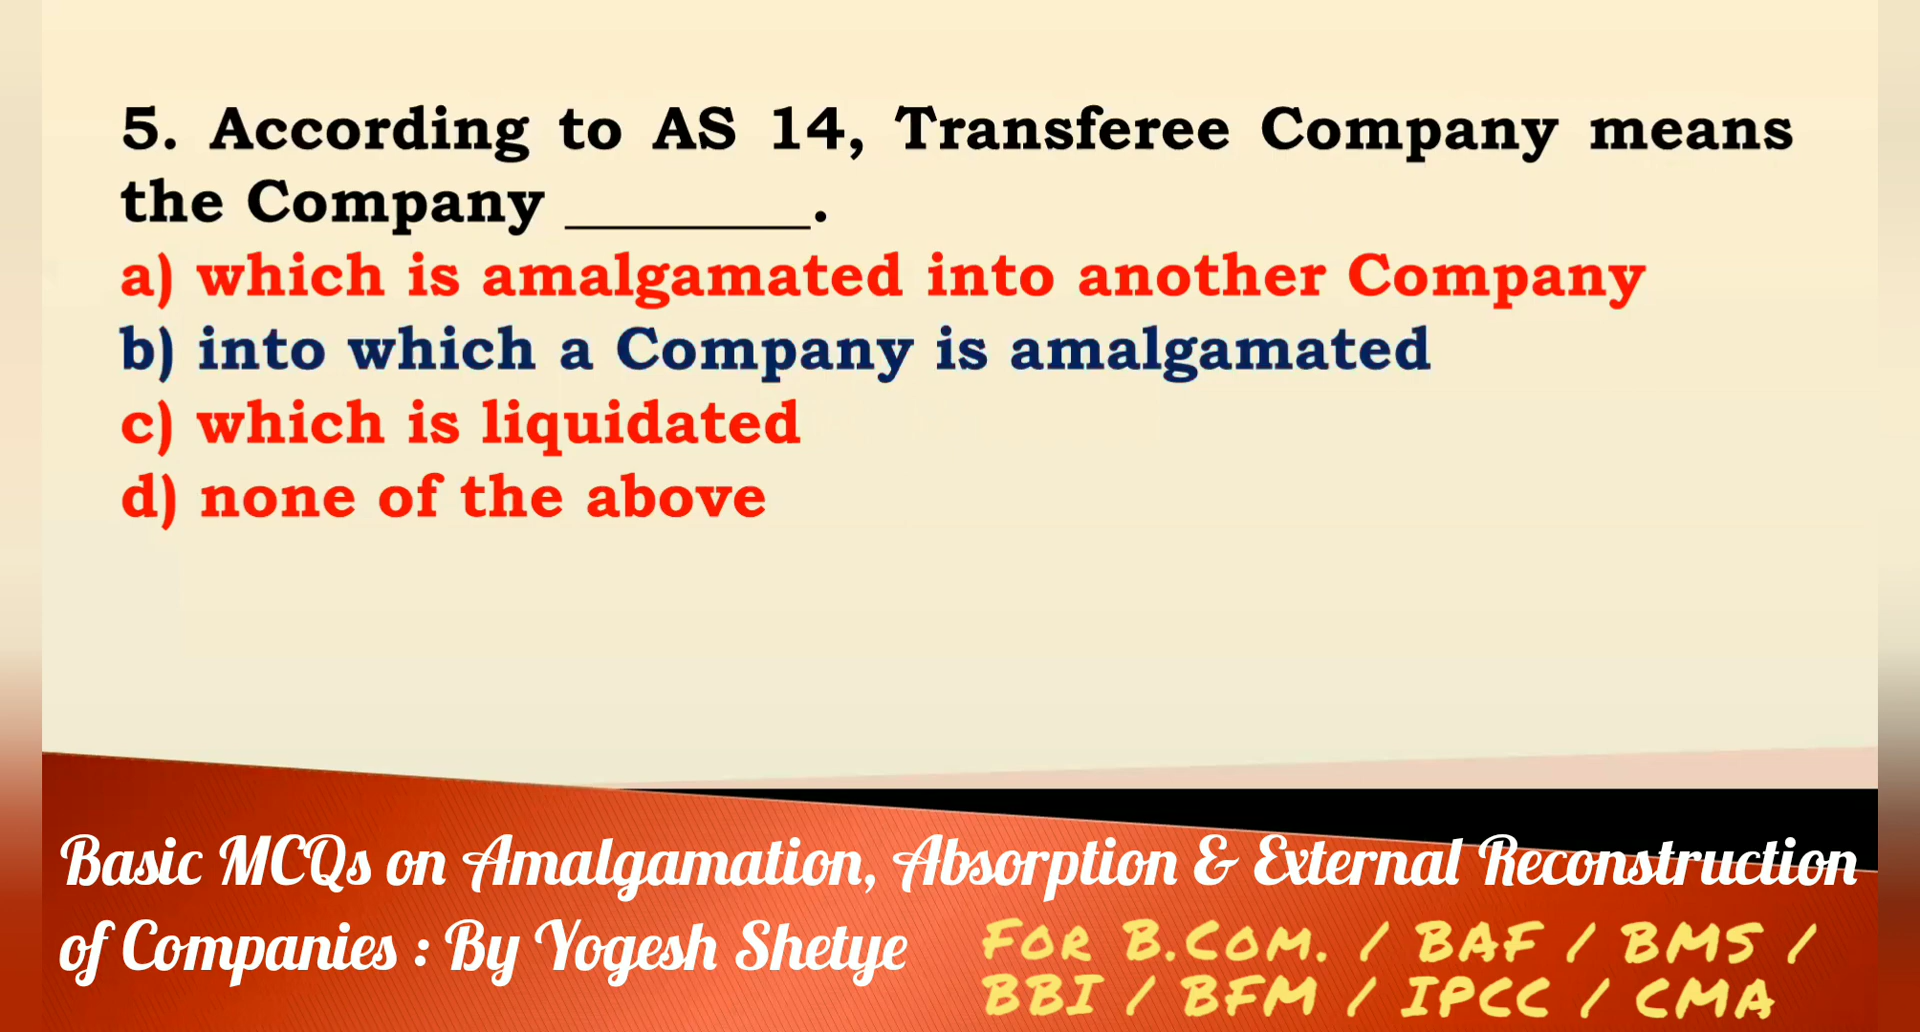 5. According to AS 14, Transferee Company means
the Company ________.
a) which is amalgamated into another Company
b) into which a Company is amalgamated
c) which is liquidated
d) none of the above
Basic MCQs on Amalgamation, Absorption & External Reconstruction
of Companies : By Yogesh Shetye
FOR B.COM. / BAF / BMS /
BBI / BFM / IPCC / CMA